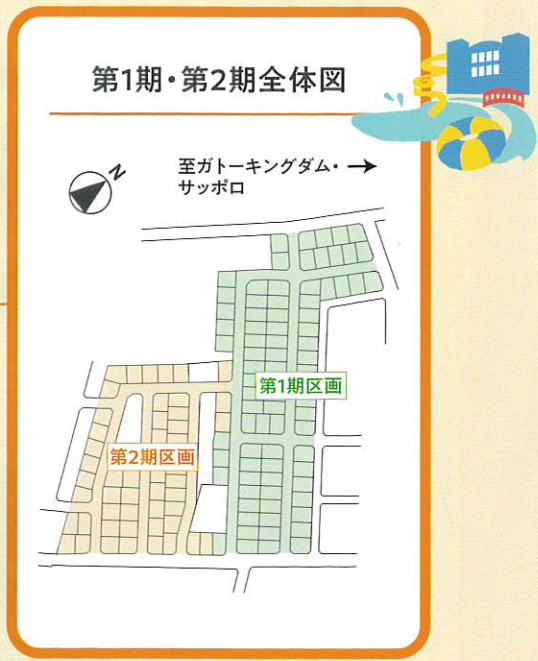 第1期・第2期全体図
N
至ガトーキングダム・→
サッポロ
第1期区画
第2期区画